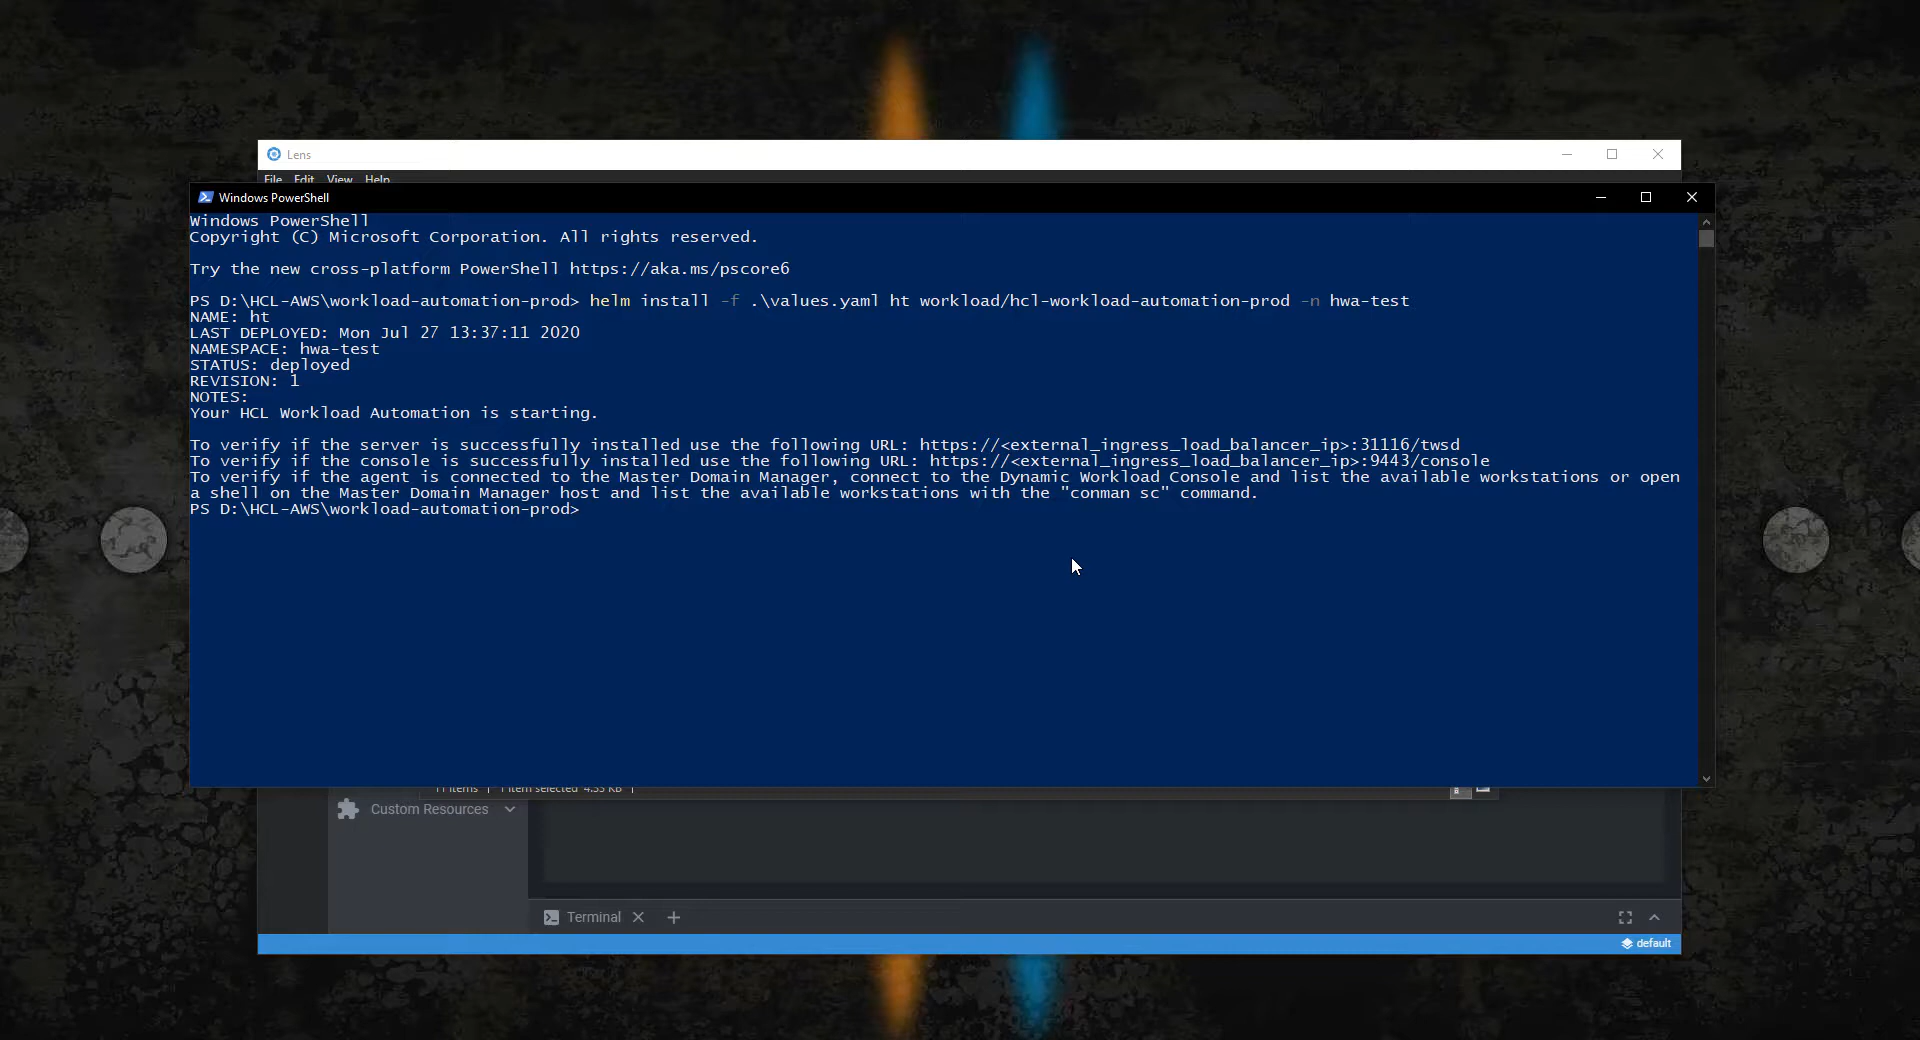 Lens
File Edit View Help
Windows PowerShell
Windows PowerShell
Copyright (C) Microsoft Corporation. All rights reserved.
Try the new cross-platform PowerShell https://aka.ms/pscore6
PS D:\HCL-AWS\workload-automation-prod> helm install -f .\values.yaml ht workload/hcl-workload-automation-prod -n hwa-test
NAME: ht
LAST DEPLOYED: Mon Jul 27 13:37:11 2020
NAMESPACE: hwa-test
STATUS: deployed
REVISION: 1
NOTES:
Your HCL Workload Automation is starting.
To verify if the server is successfully installed use the following URL: https://<external_ingress_load_balancer_ip>:31116/twsd
To verify if the console is successfully installed use the following URL: https://<external_ingress_load_balancer_ip>:9443/console
To verify if the agent is connected to the Master Domain Manager, connect to the Dynamic Workload Console and list the available workstations or open
a shell on the Master Domain Manager host and list the available workstations with the "conman sc" command.
PS D:\HCL-AWS\workload-automation-prod>
11 items 1 item selected 4.55 KB
Custom Resources
Terminal
default